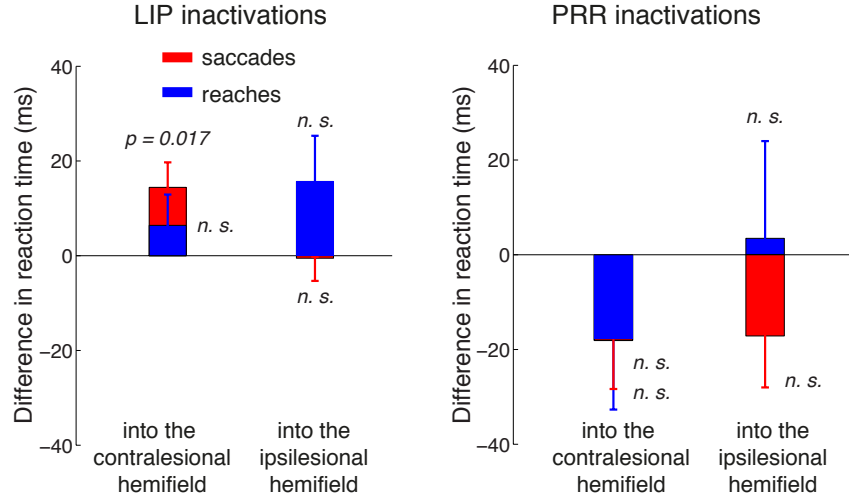 LIP inactivations
Difference in reaction time (ms)
40
20
0
−20
−40
saccades
reaches
p = 0.017
n. s.
n. s.
n. s.
into the
contralesional
hemifield
into the
ipsilesional
hemifield
PRR inactivations
Difference in reaction time (ms)
40
20
0
−20
−40
n. s.
n. s.
n. s.
n. s.
into the
contralesional
hemifield
into the
ipsilesional
hemifield